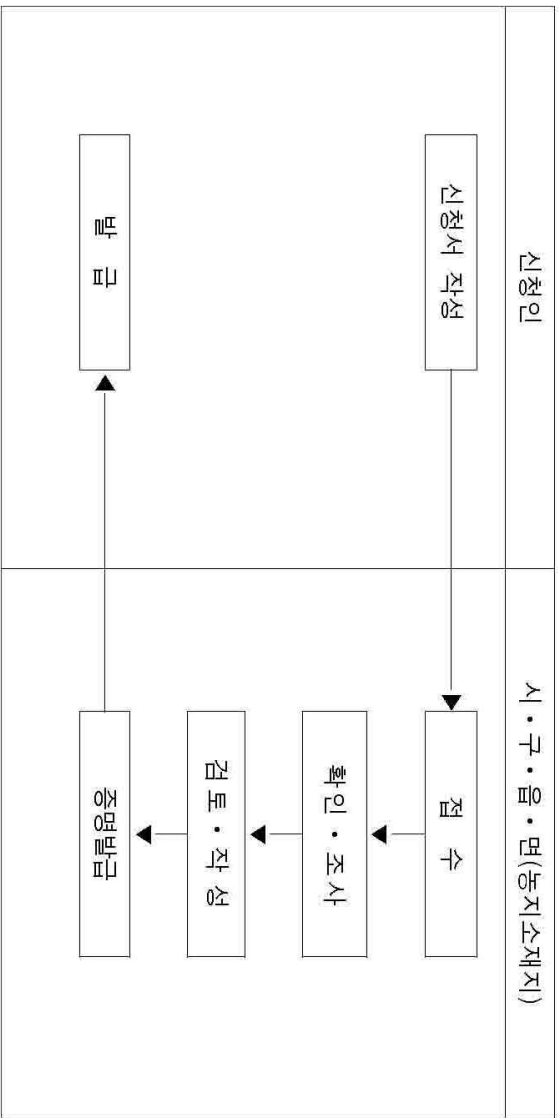 신청인
시・구・읍・면(농지소재지)
신청서 작성
접 수
확인・조사
검토・작성
발 급
증명발급